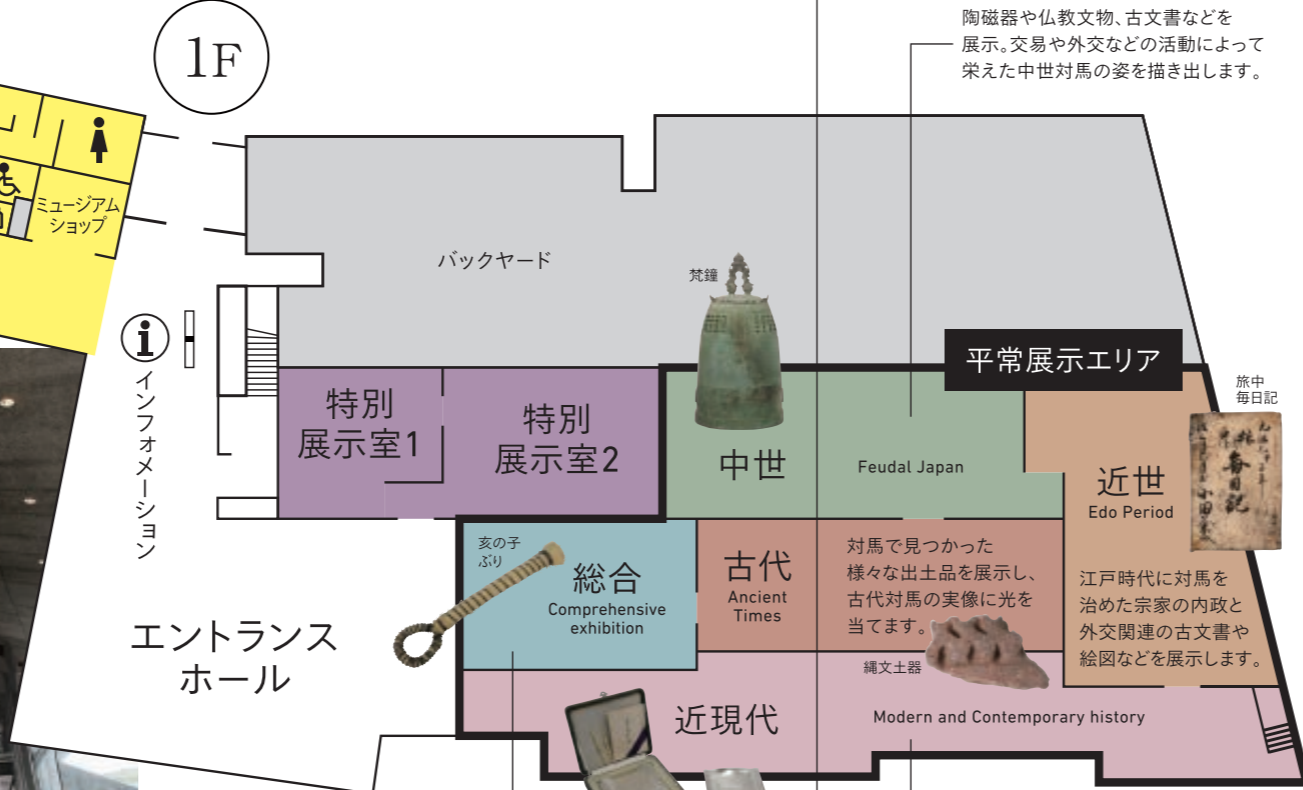 1F
陶磁器や仏教文物、古文書などを
展示。交易や外交などの活動によって
栄えた中世対馬の姿を描き出します。
ミュージアム
ショップ
バックヤード
梵鐘
平常展示エリア
旅中
毎日記
インフォメーション
特別
展示室1
特別
展示室2
中世
Feudal Japan
近世
Edo Period
毎日記
亥の子
ぶり
総合
Comprehensive
exhibition
古代
Ancient
Times
対馬で見つかった
様々な出土品を展示し、
古代対馬の実像に光を
当てます。
江戸時代に対馬を
治めた宗家の内政と
外交関連の古文書や
絵図などを展示します。
エントランス
ホール
縄文土器
近現代
Modern and Contemporary history